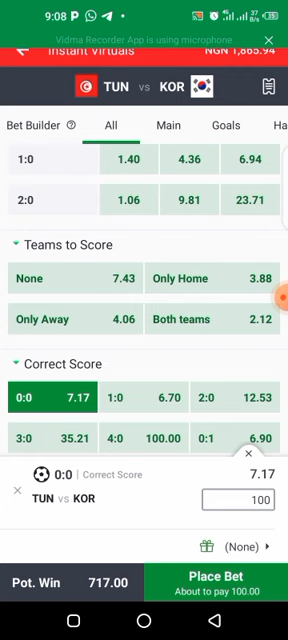 9:08
Vidma Recorder App is using microphone
Instant Virtuals NGN 1,865.94
TUN vs KOR
Bet Builder All Main Goals Ha
1:0 1.40 4.36 6.94
2:0 1.06 9.81 23.71
Teams to Score
None 7.43 Only Home 3.88
Only Away 4.06 Both teams 2.12
Correct Score
0:0 7.17 1:0 6.70 2:0 12.53
3:0 35.21 4:0 100.00 0:1 6.90
0:0 | Correct Score 7.17
TUN vs KOR 100
(None)
Pot. Win 717.00 Place Bet
About to pay 100.00